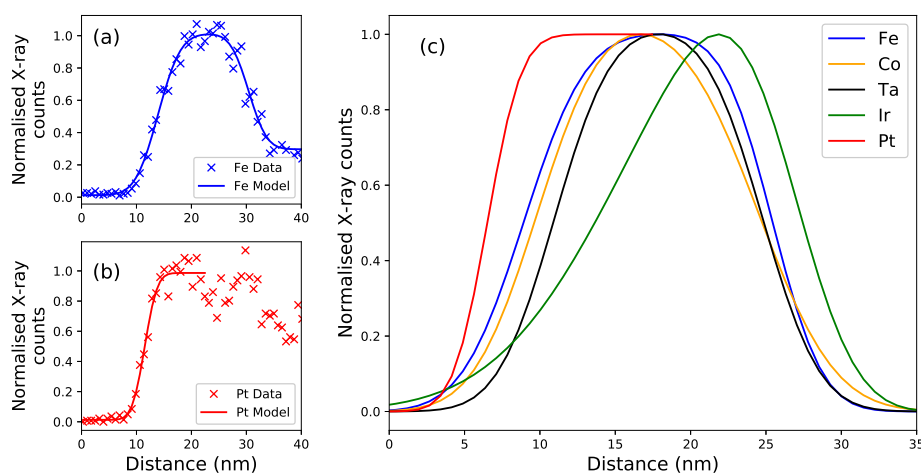 (a)
Normalised X-ray
counts
1.0
0.8
0.6
0.4
0.2
0.0
Fe Data
Fe Model
0 10 20 30 40
(b)
Normalised X-ray
counts
1.0
0.8
0.6
0.4
0.2
0.0
Pt Data
Pt Model
0 10 20 30 40
Distance (nm)
(c)
Normalised X-ray counts
1.0
0.8
0.6
0.4
0.2
0.0
Fe
Co
Ta
Ir
Pt
0 5 10 15 20 25 30 35
Distance (nm)